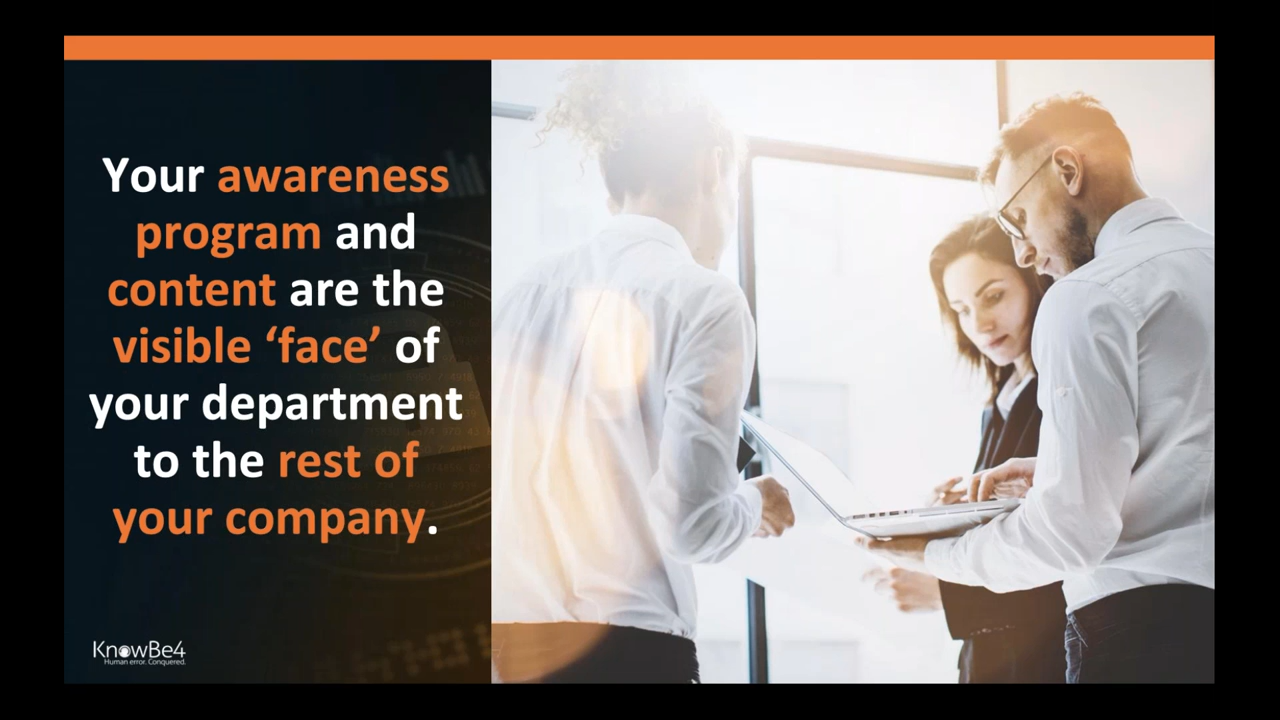 Your awareness
program and
content are the
visible ‘face’ of
your department
to the rest of
your company.
KnowBe4
Human error. Conquered.